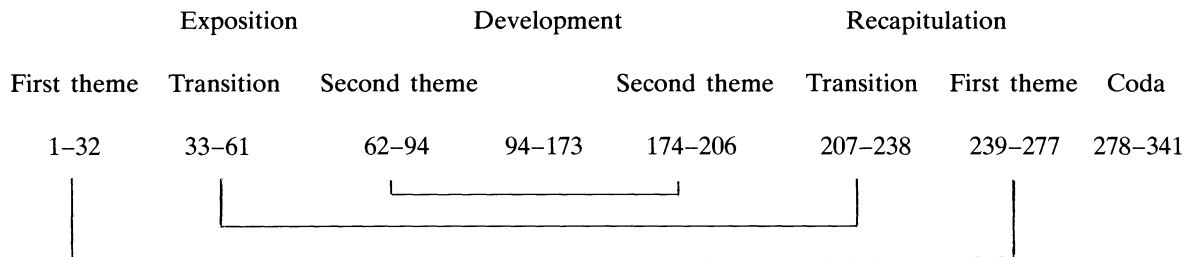 Exposition Development Recapitulation
First theme Transition Second theme Second theme Transition First theme Coda
1–32 33–61 62–94 94–173 174–206 207–238 239–277 278–341